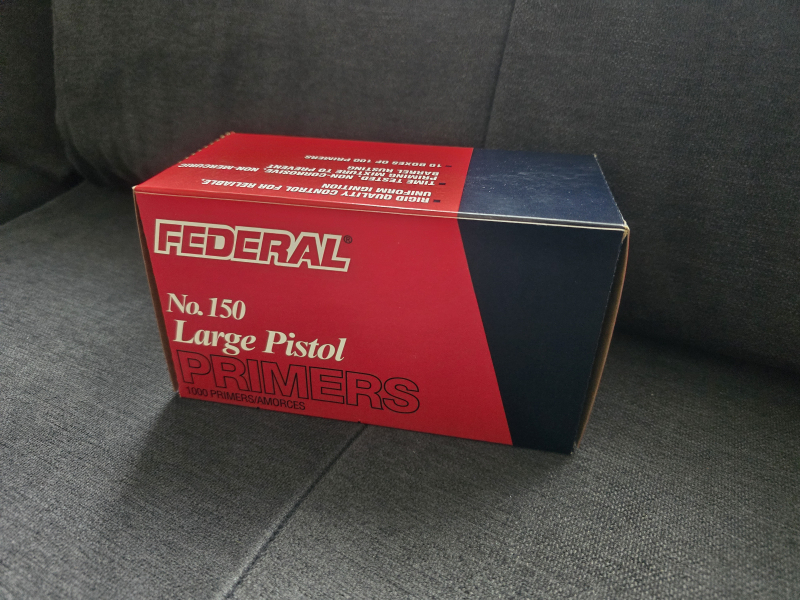 FEDERAL®
No. 150
Large Pistol
PRIMERS
1000 PRIMERS/AMORCES
▪ RIGID QUALITY CONTROL FOR RELIABLE,
UNIFORM IGNITION
▪ TIME TESTED, NON-CORROSIVE, NON-MERCURIC
PRIMING MIXTURE TO PREVENT
BARREL RUSTING
▪ 10 BOXES OF 100 PRIMERS